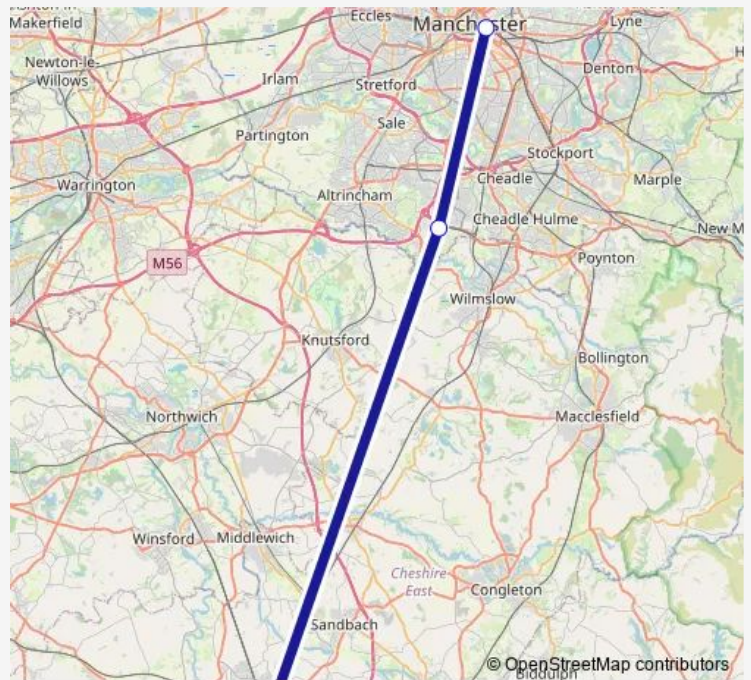 Makerfield
Eccles
Manchester
Lyne
Newton-le-
Willows
Irlam
Stretford
Denton
Partington
Sale
Stockport
Warrington
Altrincham
Cheadle
Marple
Cheadle Hulme
New M
M56
Poynton
Wilmslow
Knutsford
Bollington
Northwich
Macclesfield
Winsford
Middlewich
Cheshire
East
Congleton
Sandbach
© OpenStreetMap contributors
Biddulph